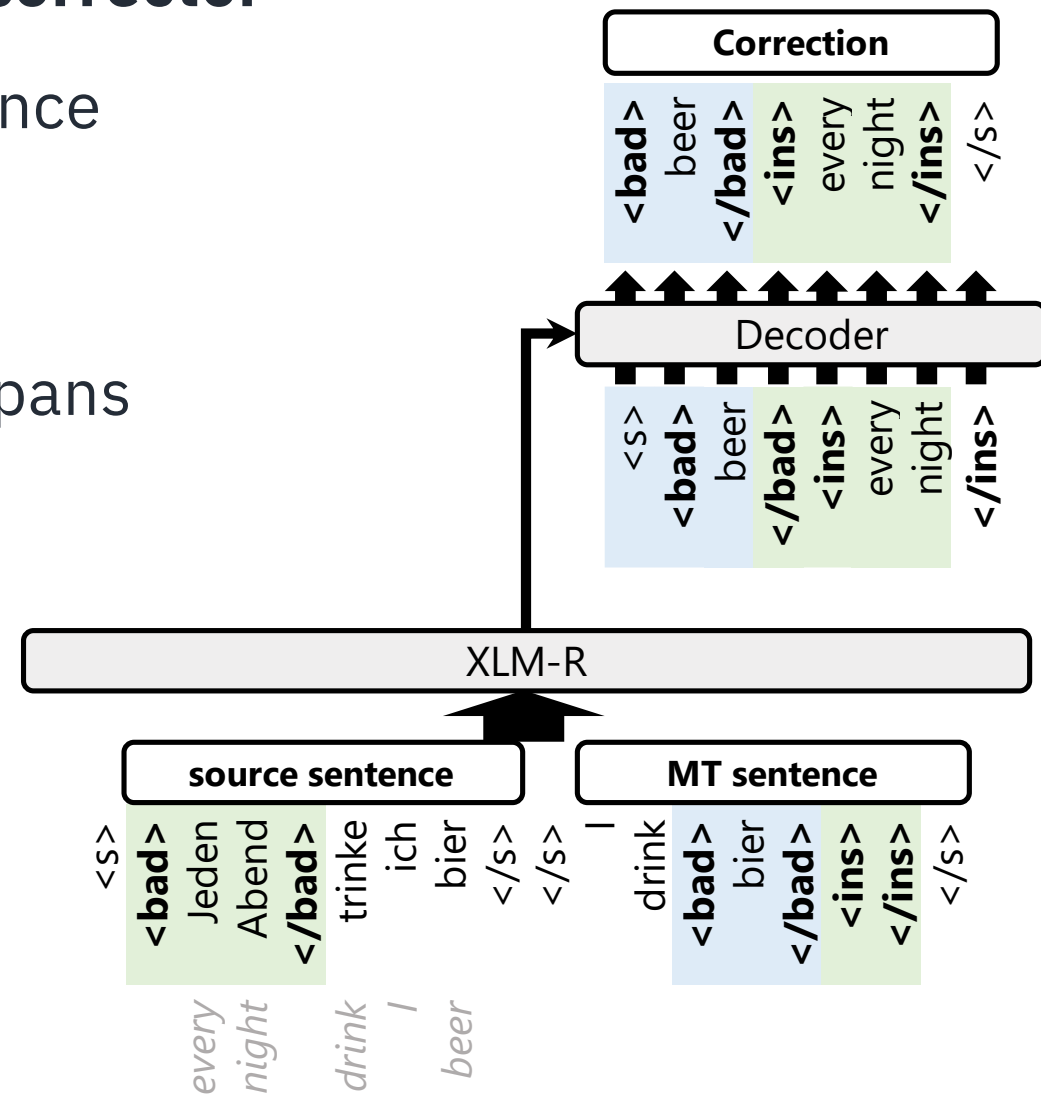 corrector
nce
pans
Correction
<bad> beer </bad> <ins> every night </ins> </s>
Decoder
<s> <bad> beer </bad> <ins> every night </ins>
XLM-R
source sentence
MT sentence
<s> <bad> Jeden Abend </bad> trinke ich bier </s> </s> I drink <bad> bier </bad> <ins> </ins> </s>
every night drink I beer